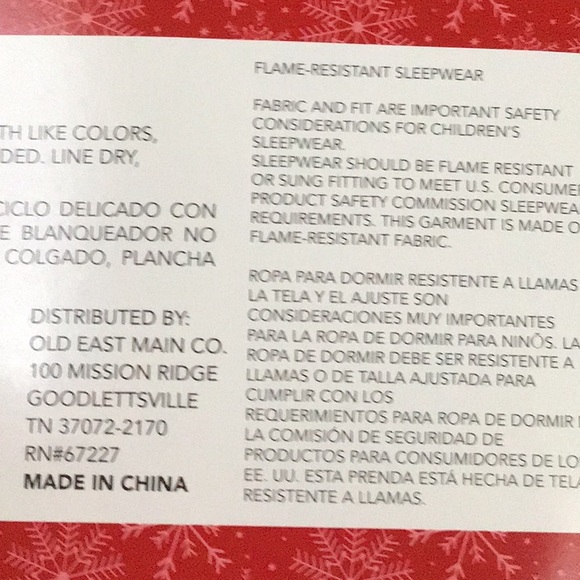 TH LIKE COLORS,
DED. LINE DRY,
CICLO DELICADO CON
E BLANQUEADOR NO
COLGADO, PLANCHA
DISTRIBUTED BY:
OLD EAST MAIN CO.
100 MISSION RIDGE
GOODLETTSVILLE
TN 37072-2170
RN#67227
MADE IN CHINA
FLAME-RESISTANT SLEEPWEAR
FABRIC AND FIT ARE IMPORTANT SAFETY
CONSIDERATIONS FOR CHILDREN'S
SLEEPWEAR.
SLEEPWEAR SHOULD BE FLAME RESISTANT
OR SUNG FITTING TO MEET U.S. CONSUMER
PRODUCT SAFETY COMMISSION SLEEPWEA
REQUIREMENTS. THIS GARMENT IS MADE O
FLAME-RESISTANT FABRIC.
ROPA PARA DORMIR RESISTENTE A LLAMAS
LA TELA Y EL AJUSTE SON
CONSIDERACIONES MUY IMPORTANTES
PARA LA ROPA DE DORMIR PARA NINÕS. LA
ROPA DE DORMIR DEBE SER RESISTENTE A
LLAMAS O DE TALLA AJUSTADA PARA
CUMPLIR CON LOS
REQUERIMIENTOS PARA ROPA DE DORMIR
LA COMISIÓN DE SEGURIDAD DE
PRODUCTOS PARA CONSUMIDORES DE LO
EE. UU. ESTA PRENDA ESTÁ HECHA DE TELA
RESISTENTE A LLAMAS.